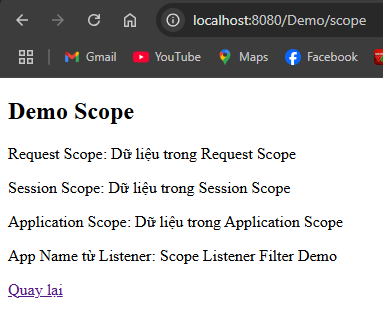 localhost:8080/Demo/scope
Gmail YouTube Maps Facebook
Demo Scope
Request Scope: Dữ liệu trong Request Scope
Session Scope: Dữ liệu trong Session Scope
Application Scope: Dữ liệu trong Application Scope
App Name từ Listener: Scope Listener Filter Demo
Quay lại